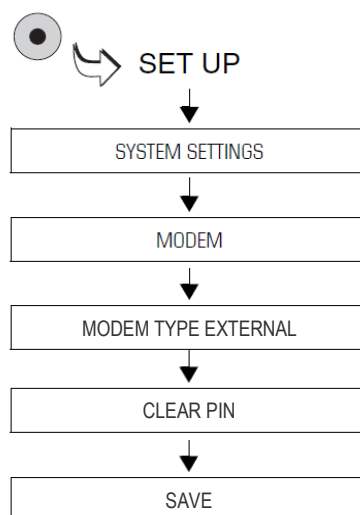 SET UP
SYSTEM SETTINGS
MODEM
MODEM TYPE EXTERNAL
CLEAR PIN
SAVE